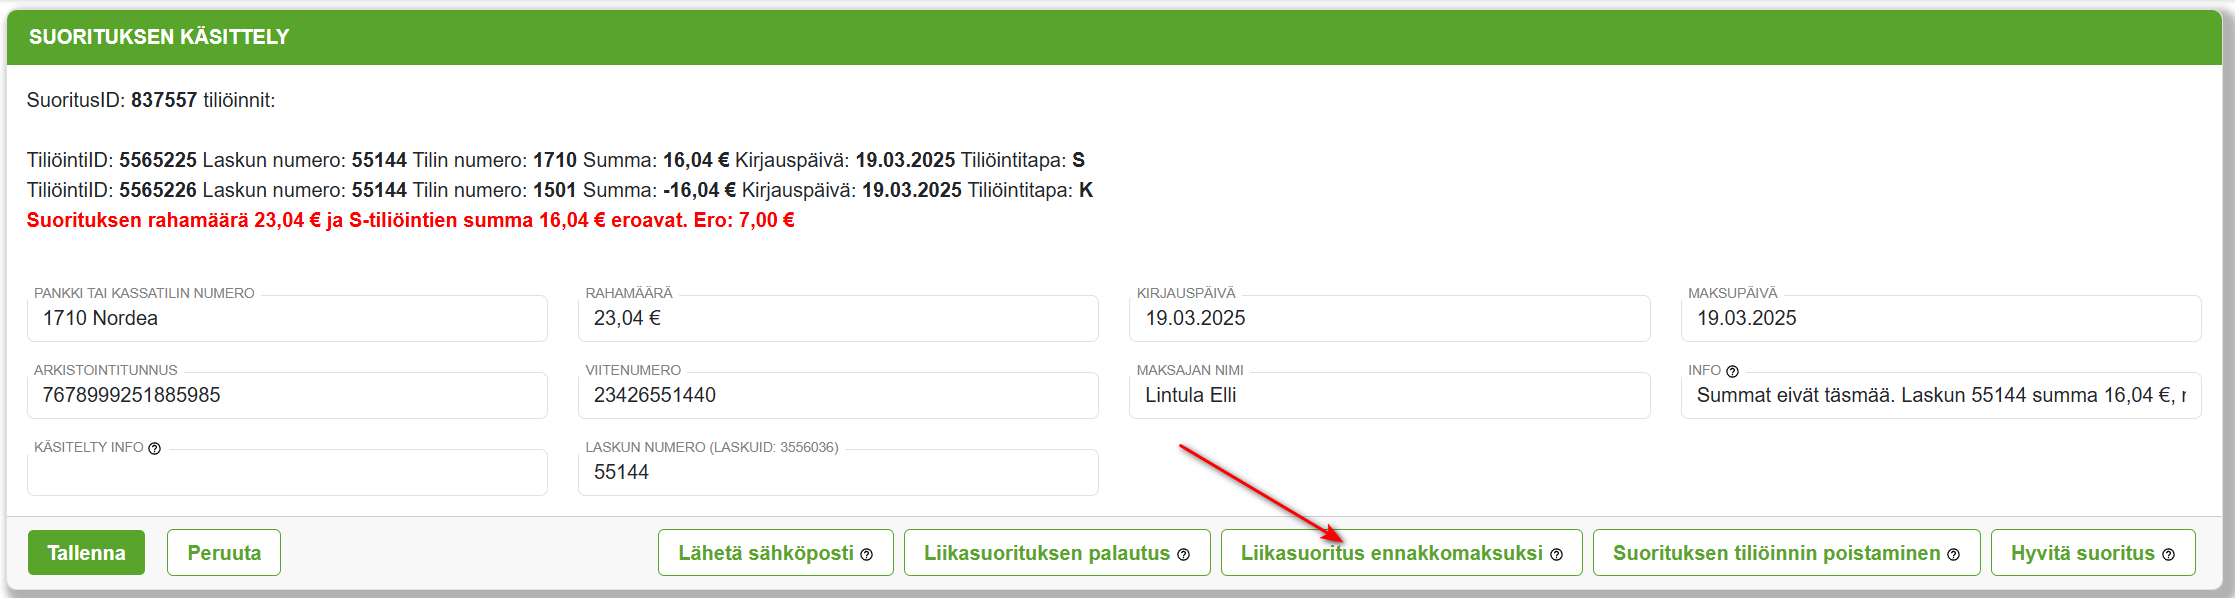 SUORITUKSEN KÄSITTELY
SuoritusID: 837557 tiliöinnit:
TiliöintiID: 5565225 Laskun numero: 55144 Tilin numero: 1710 Summa: 16,04 € Kirjauspäivä: 19.03.2025 Tiliöintitapa: S
TiliöintiID: 5565226 Laskun numero: 55144 Tilin numero: 1501 Summa: -16,04 € Kirjauspäivä: 19.03.2025 Tiliöintitapa: K
Suorituksen rahamäärä 23,04 € ja S-tiliöintien summa 16,04 € eroavat. Ero: 7,00 €
PANKKI TAI KASSATILIN NUMERO RAHAMÄÄRÄ KIRJAUSPÄIVÄ MAKSUPÄIVÄ
1710 Nordea 23,04 € 19.03.2025 19.03.2025
ARKISTOINTITUNNUS VIITENUMERO MAKSAJAN NIMI INFO
7678999251885985 23426551440 Lintula Elli Summat eivät täsmää. Laskun 55144 summa 16,04 €,
KÄSITELTY INFO LASKUN NUMERO (LASKUID: 3556036)
55144
Tallenna Peruuta Lähetä sähköposti Liikasuorituksen palautus Liikasuoritus ennakkomaksuksi Suorituksen tiliöinnin poistaminen Hyvitä suoritus